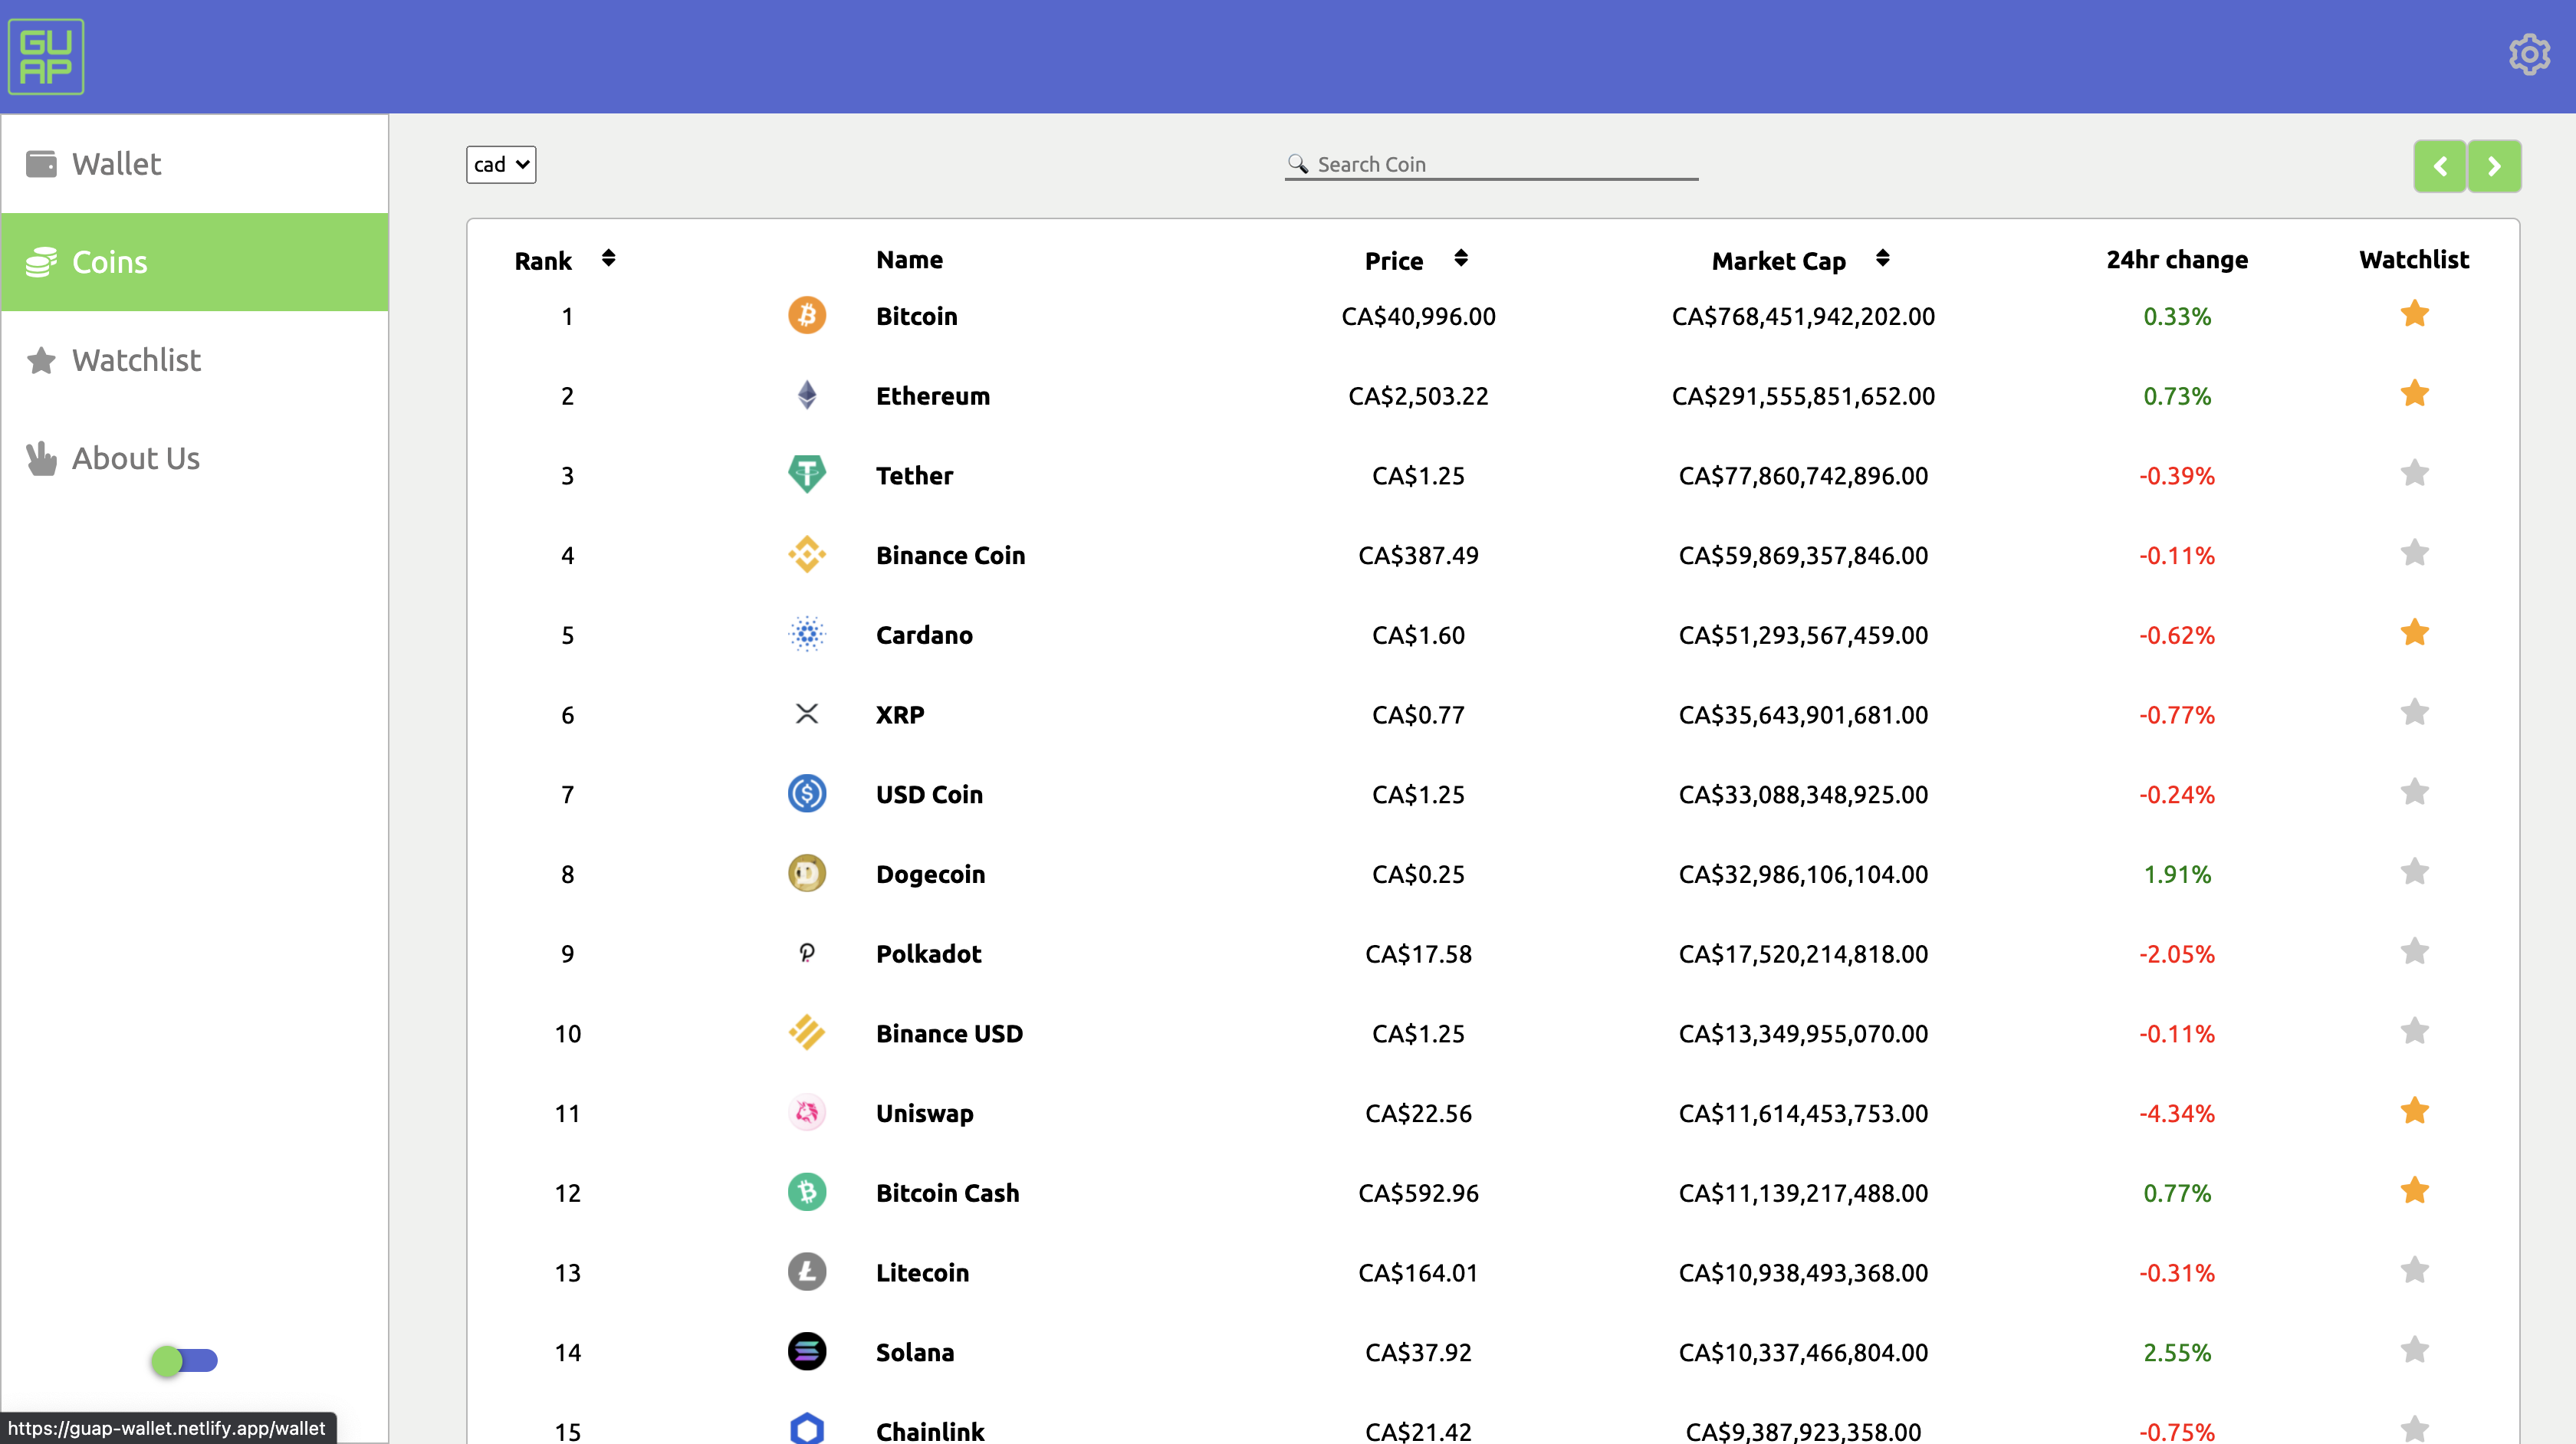 GU
AP
Wallet
Coins
Watchlist
About Us
cad
Search Coin
Rank Name Price Market Cap 24hr change Watchlist
1 Bitcoin CA$40,996.00 CA$768,451,942,202.00 0.33%
2 Ethereum CA$2,503.22 CA$291,555,851,652.00 0.73%
3 Tether CA$1.25 CA$77,860,742,896.00 -0.39%
4 Binance Coin CA$387.49 CA$59,869,357,846.00 -0.11%
5 Cardano CA$1.60 CA$51,293,567,459.00 -0.62%
6 XRP CA$0.77 CA$35,643,901,681.00 -0.77%
7 USD Coin CA$1.25 CA$33,088,348,925.00 -0.24%
8 Dogecoin CA$0.25 CA$32,986,106,104.00 1.91%
9 Polkadot CA$17.58 CA$17,520,214,818.00 -2.05%
10 Binance USD CA$1.25 CA$13,349,955,070.00 -0.11%
11 Uniswap CA$22.56 CA$11,614,453,753.00 -4.34%
12 Bitcoin Cash CA$592.96 CA$11,139,217,488.00 0.77%
13 Litecoin CA$164.01 CA$10,938,493,368.00 -0.31%
14 Solana CA$37.92 CA$10,337,466,804.00 2.55%
15 Chainlink CA$21.42 CA$9,387,923,358.00 -0.75%
https://guap-wallet.netlify.app/wallet